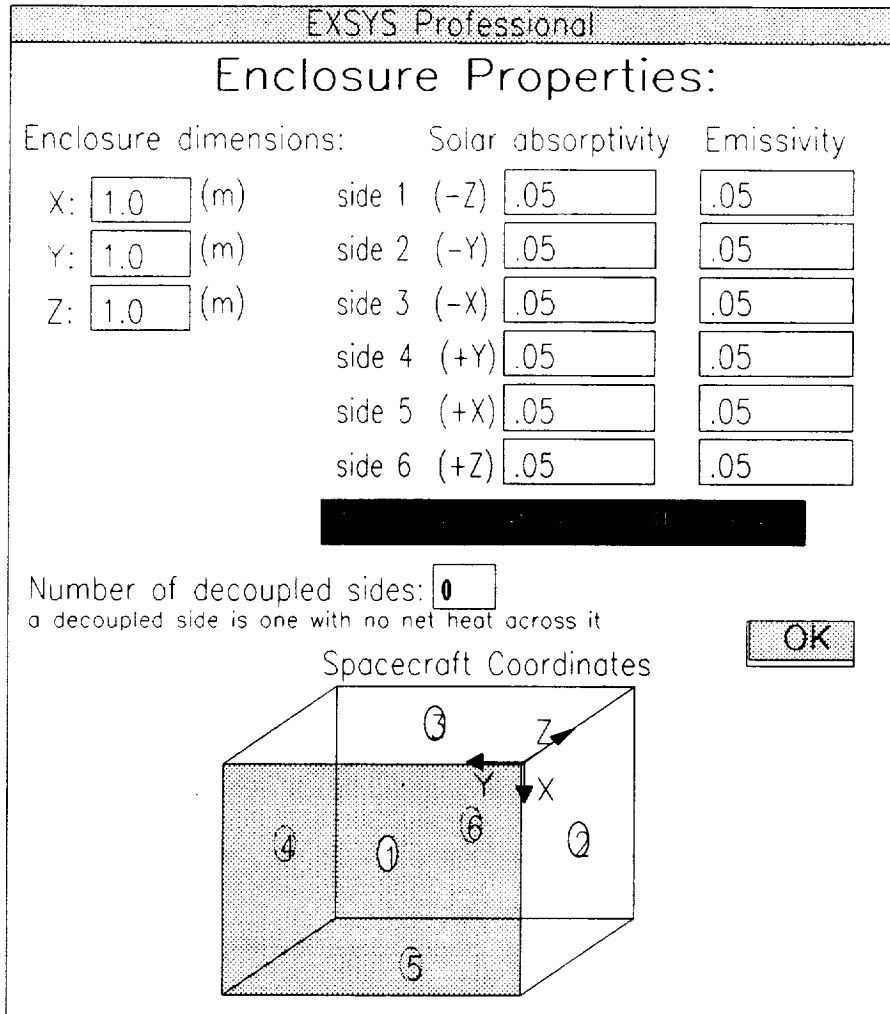 EXSYS Professional
Enclosure Properties:
Enclosure dimensions: Solar absorptivity Emissivity
X: 1.0 (m) side 1 (-Z) .05 .05
Y: 1.0 (m) side 2 (-Y) .05 .05
Z: 1.0 (m) side 3 (-X) .05 .05
side 4 (+Y) .05 .05
side 5 (+X) .05 .05
side 6 (+Z) .05 .05
Number of decoupled sides: 0
a decoupled side is one with no net heat across it
OK
Spacecraft Coordinates
3 Z
Y X
4 1 6 2
5